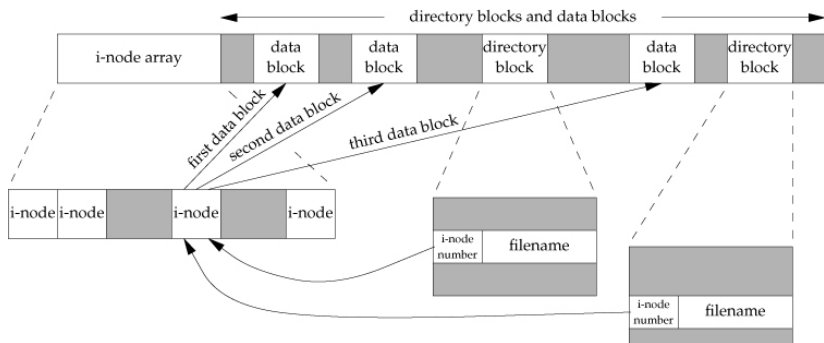 directory blocks and data blocks
i-node array
data
block
data
block
directory
block
data
block
directory
block
first data block
second data block
third data block
i-node
i-node
i-node
i-node
i-node
number
filename
i-node
number
filename